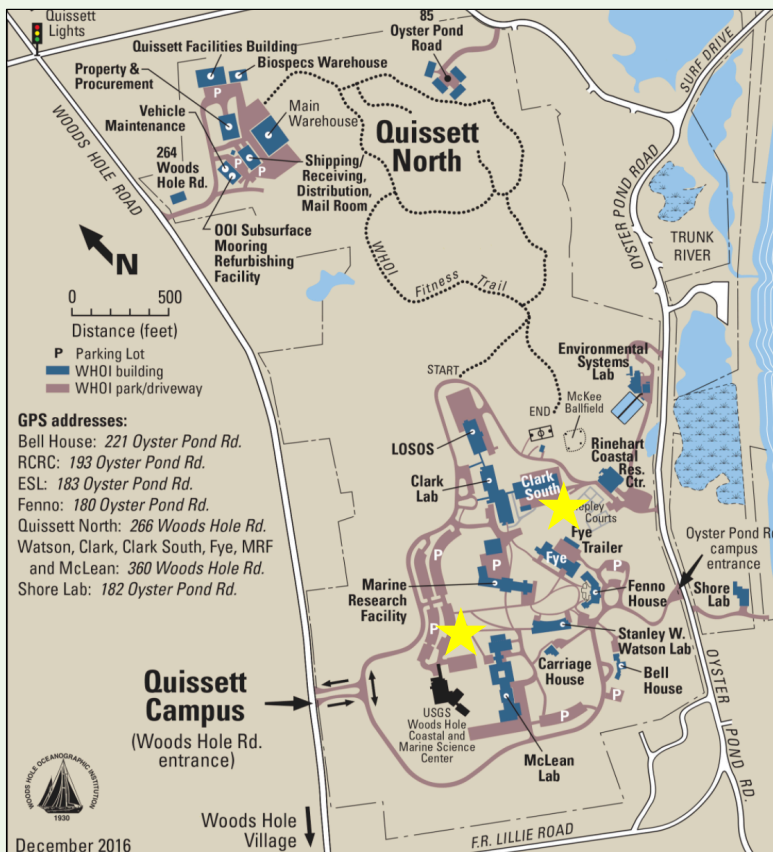 Quissett
Lights
Quissett Facilities Building
Biospecs Warehouse
85
Oyster Pond
Road
Property &
Procurement
P
Main
Warehouse
Vehicle
Maintenance
P
P
264
Woods
Hole Rd.
Shipping/
Receiving,
Distribution,
Mail Room
OOI Subsurface
Mooring
Refurbishing
Facility
Quissett
North
SURF DRIVE
WOODS HOLE ROAD
OYSTER POND ROAD
TRUNK
RIVER
WHOI Fitness Trail
N
0 500
Distance (feet)
P Parking Lot
WHOI building
WHOI park/driveway
GPS addresses:
Bell House: 221 Oyster Pond Rd.
RCRC: 193 Oyster Pond Rd.
ESL: 183 Oyster Pond Rd.
Fenno: 180 Oyster Pond Rd.
Quissett North: 266 Woods Hole Rd.
Watson, Clark, Clark South, Fye, MRF
and McLean: 360 Woods Hole Rd.
Shore Lab: 182 Oyster Pond Rd.
START
END
Environmental
Systems
Lab
McKee
Ballfield
LOSOS
Rinehart
Coastal
Res.
Ctr.
Clark
Lab
Clark
South
Courts
Fye
Trailer
Fye
Oyster Pond Rd.
campus
entrance
P
P
P
Marine
Research
Facility
Fenno
House
Shore
Lab
P
Stanley W.
Watson Lab
Carriage
House
Bell
House
P
P
Quissett
Campus
(Woods Hole Rd.
entrance)
USGS
Woods Hole
Coastal and
Marine Science
Center
McLean
Lab
OYSTER POND RD.
WOODS HOLE OCEANOGRAPHIC INSTITUTION
1930
Woods Hole
Village
F.R. LILLIE ROAD
December 2016